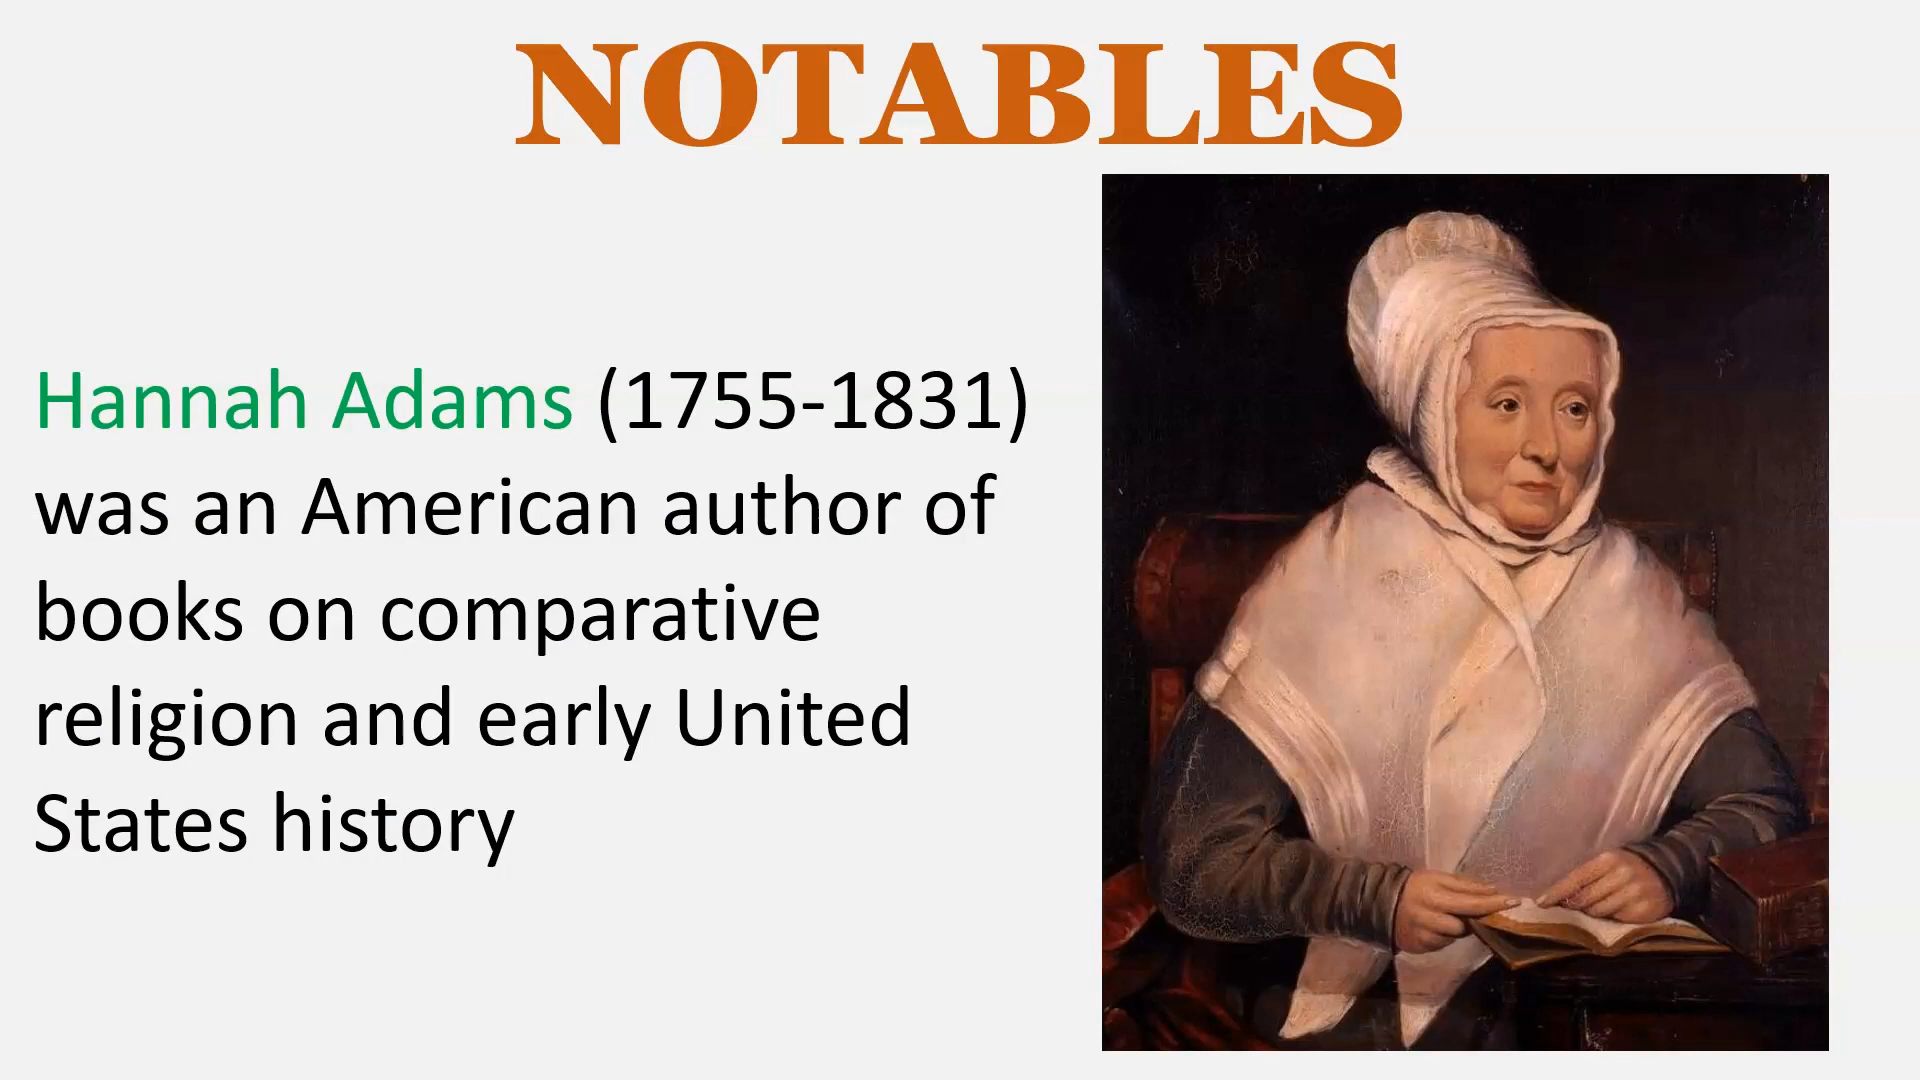 NOTABLES
Hannah Adams (1755-1831)
was an American author of
books on comparative
religion and early United
States history